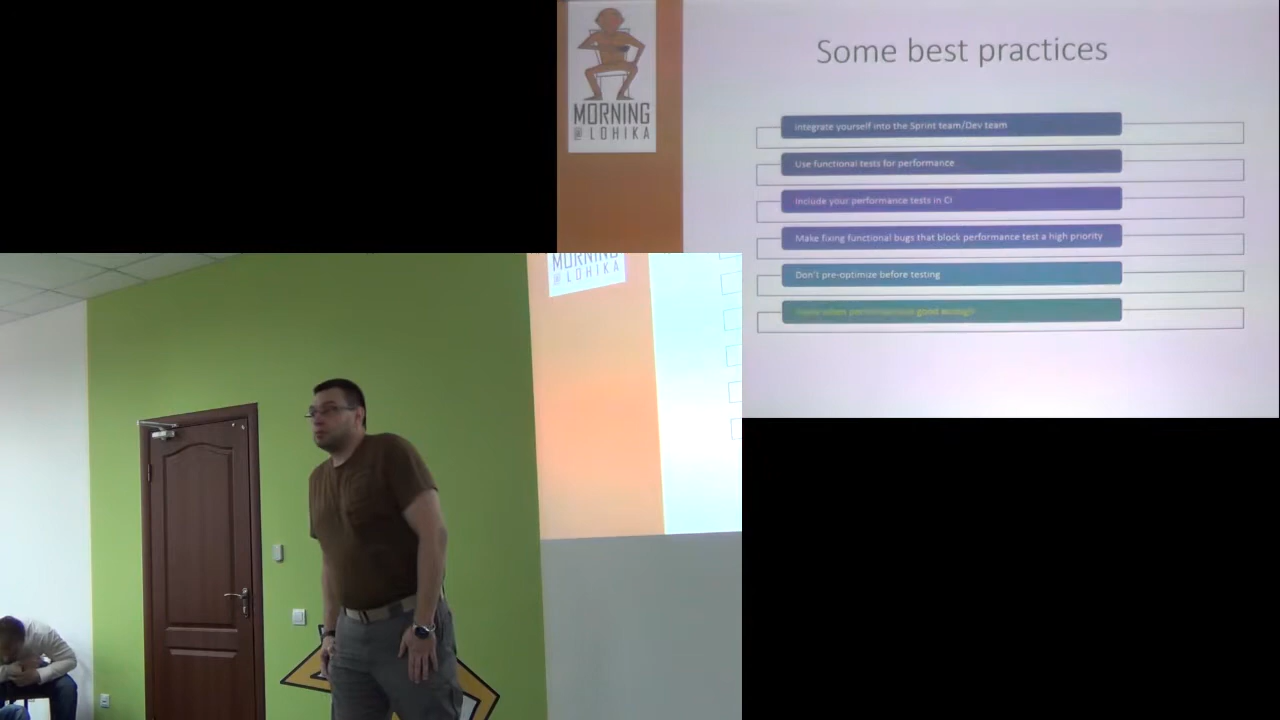 MORNING
@ LOHIKA
Some best practices
Integrate yourself into the Sprint team/Dev team
Use functional tests for performance
Include your performance tests in CI
Make fixing functional bugs that block performance test a high priority
Don't pre-optimize before testing
good enough
MORNING
@ LOHIKA